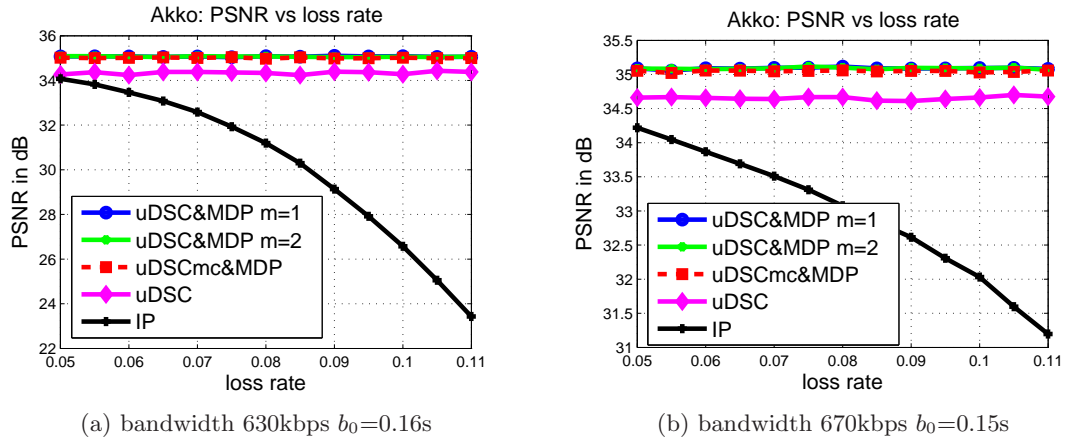 Akko: PSNR vs loss rate
PSNR in dB
36
34
32
30
28
26
24
22
uDSC&MDP m=1
uDSC&MDP m=2
uDSCmc&MDP
uDSC
IP
0.05 0.06 0.07 0.08 0.09 0.1 0.11
loss rate
(a) bandwidth 630kbps b₀=0.16s
Akko: PSNR vs loss rate
PSNR in dB
35.5
35
34.5
34
33.5
33
32.5
32
31.5
31
uDSC&MDP m=1
uDSC&MDP m=2
uDSCmc&MDP
uDSC
IP
0.05 0.06 0.07 0.08 0.09 0.1 0.11
loss rate
(b) bandwidth 670kbps b₀=0.15s